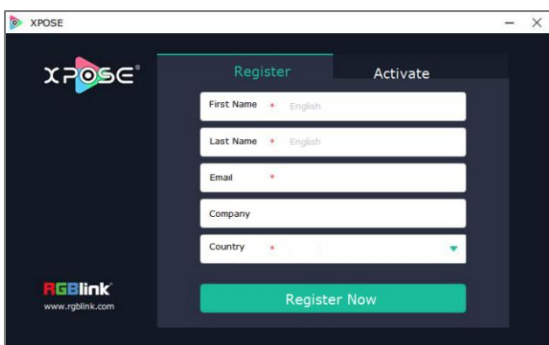 XPOSE
XPOSE®
Register
Activate
First Name * English
Last Name * English
Email *
Company
Country *
Register Now
RGBlink®
www.rgblink.com